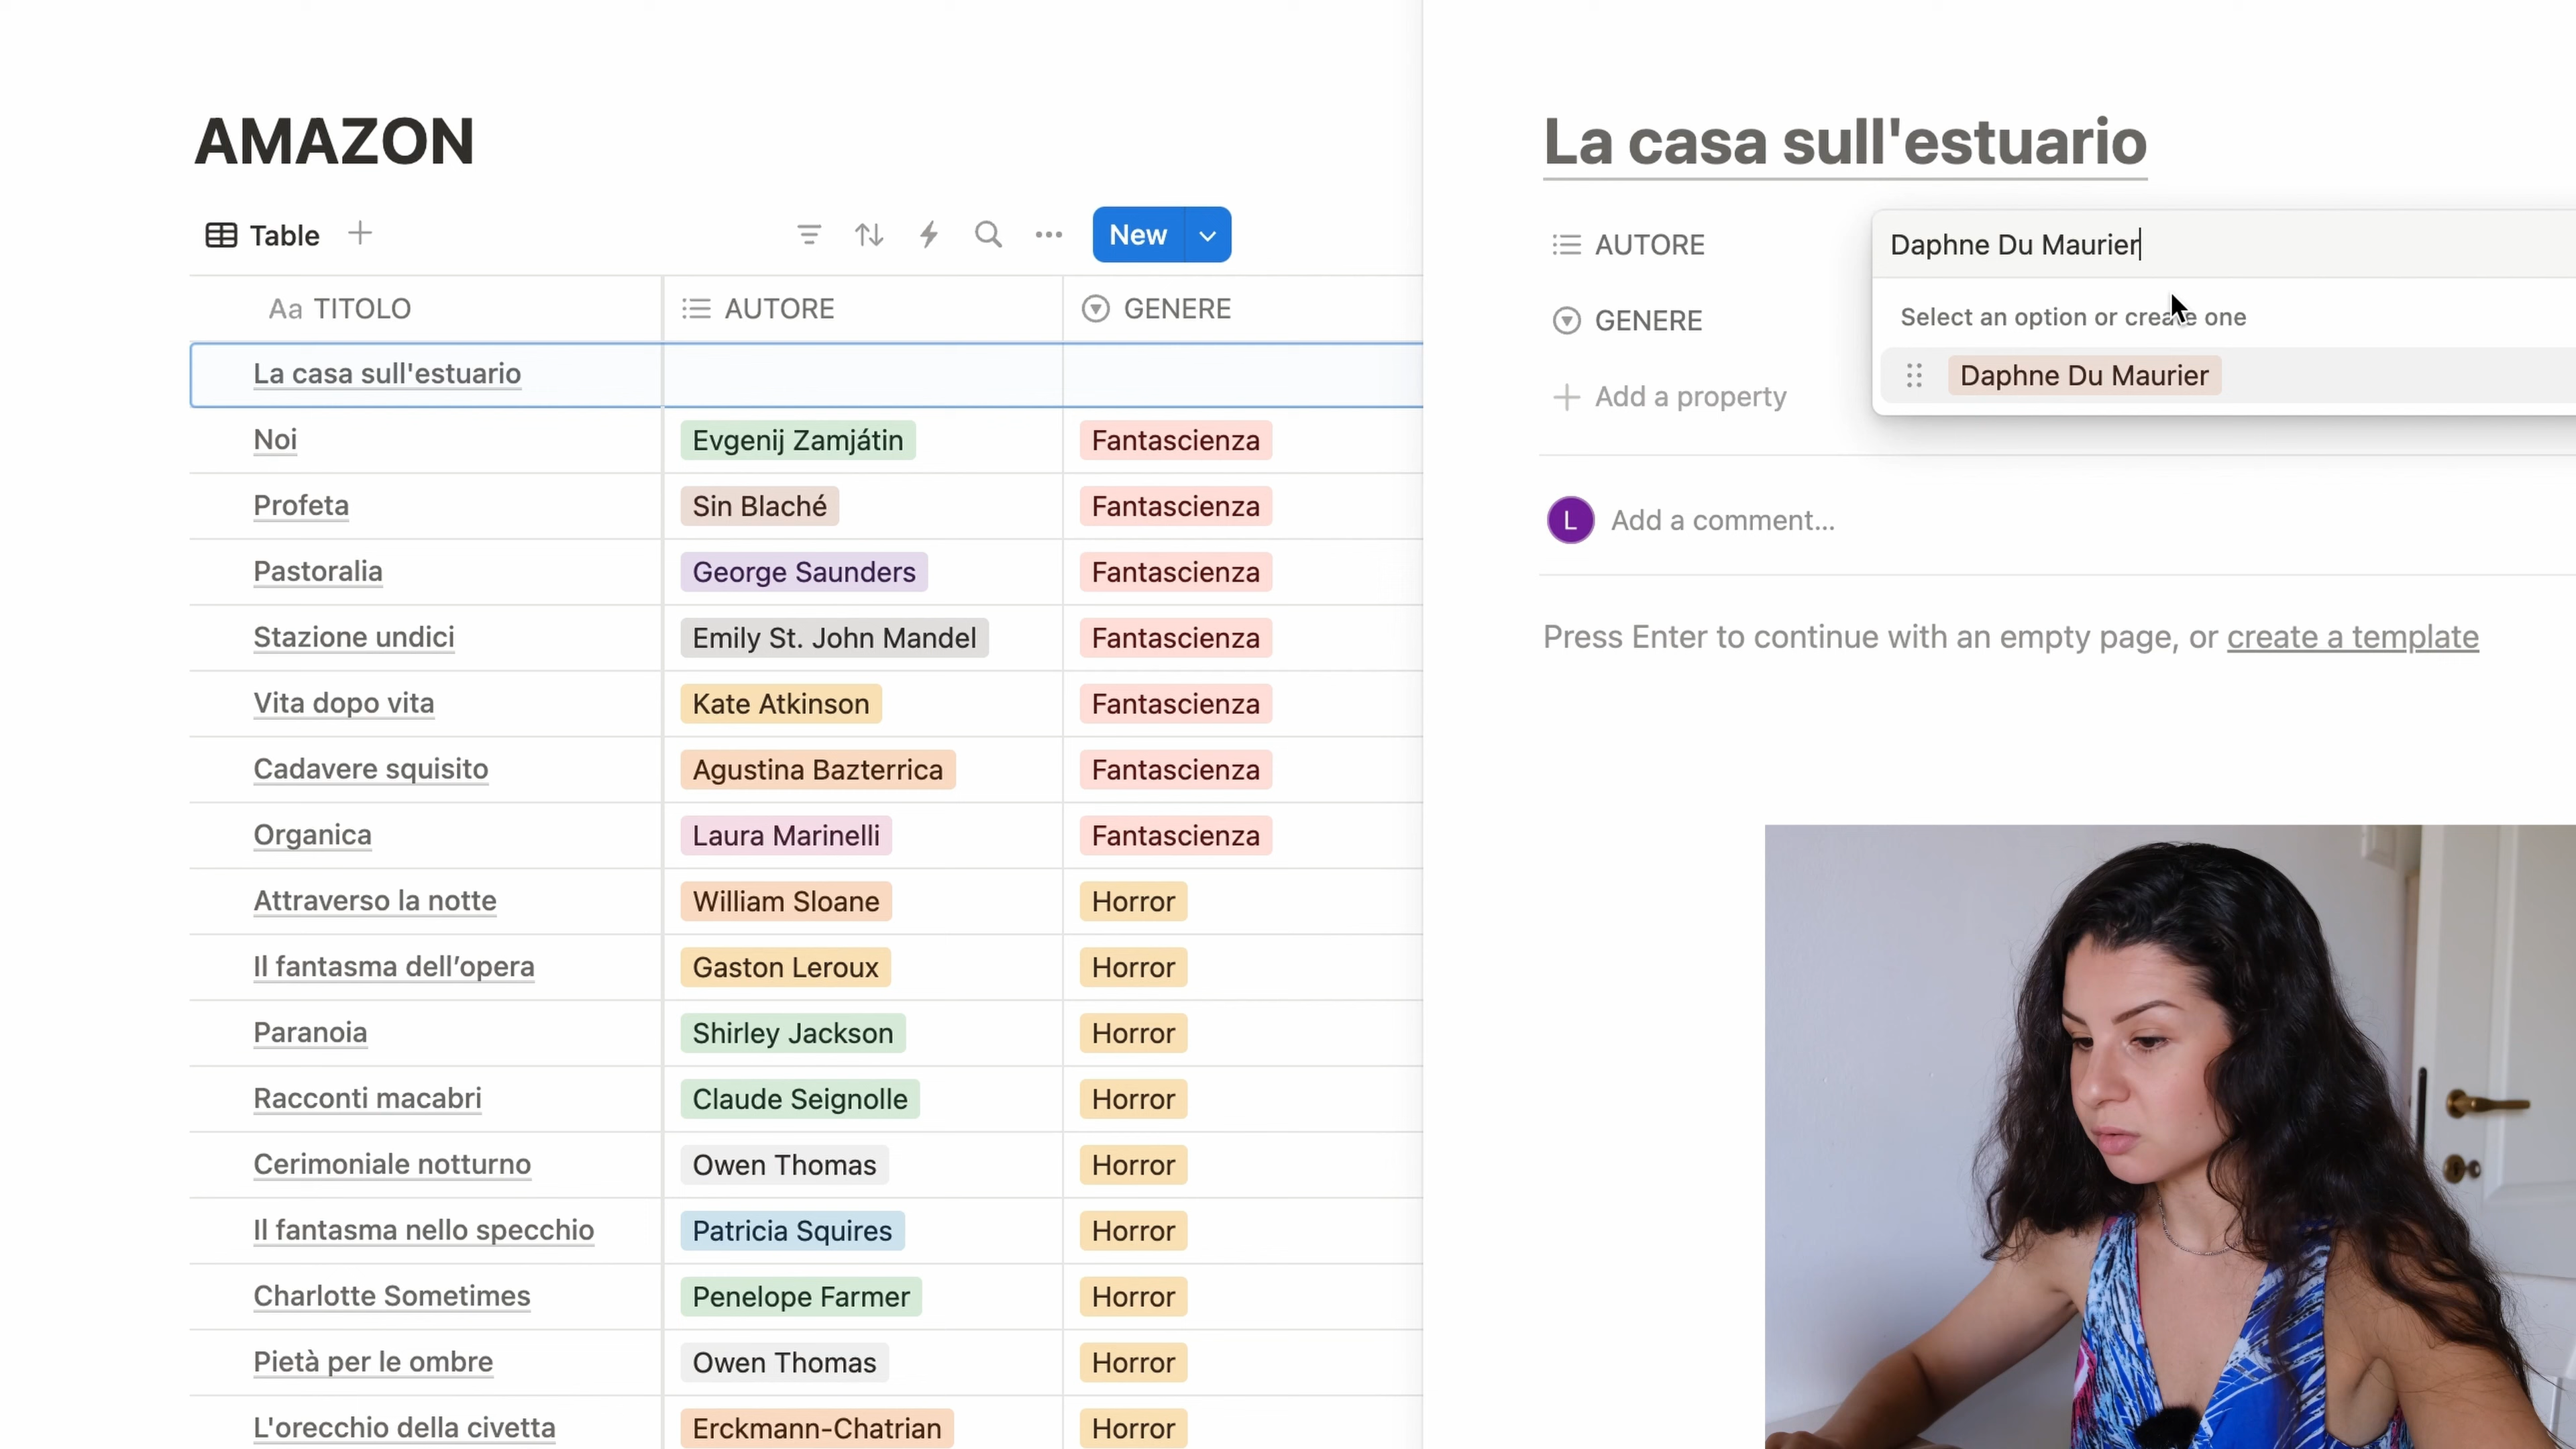 AMAZON
Table
New
Aa TITOLO AUTORE GENERE
La casa sull'estuario
Noi Evgenij Zamjátin Fantascienza
Profeta Sin Blaché Fantascienza
Pastoralia George Saunders Fantascienza
Stazione undici Emily St. John Mandel Fantascienza
Vita dopo vita Kate Atkinson Fantascienza
Cadavere squisito Agustina Bazterrica Fantascienza
Organica Laura Marinelli Fantascienza
Attraverso la notte William Sloane Horror
Il fantasma dell’opera Gaston Leroux Horror
Paranoia Shirley Jackson Horror
Racconti macabri Claude Seignolle Horror
Cerimoniale notturno Owen Thomas Horror
Il fantasma nello specchio Patricia Squires Horror
Charlotte Sometimes Penelope Farmer Horror
Pietà per le ombre Owen Thomas Horror
L'orecchio della civetta Erckmann-Chatrian Horror
La casa sull'estuario
AUTORE Daphne Du Maurier
Select an option or create one
GENERE
Daphne Du Maurier
Add a property
L Add a comment...
Press Enter to continue with an empty page, or create a template